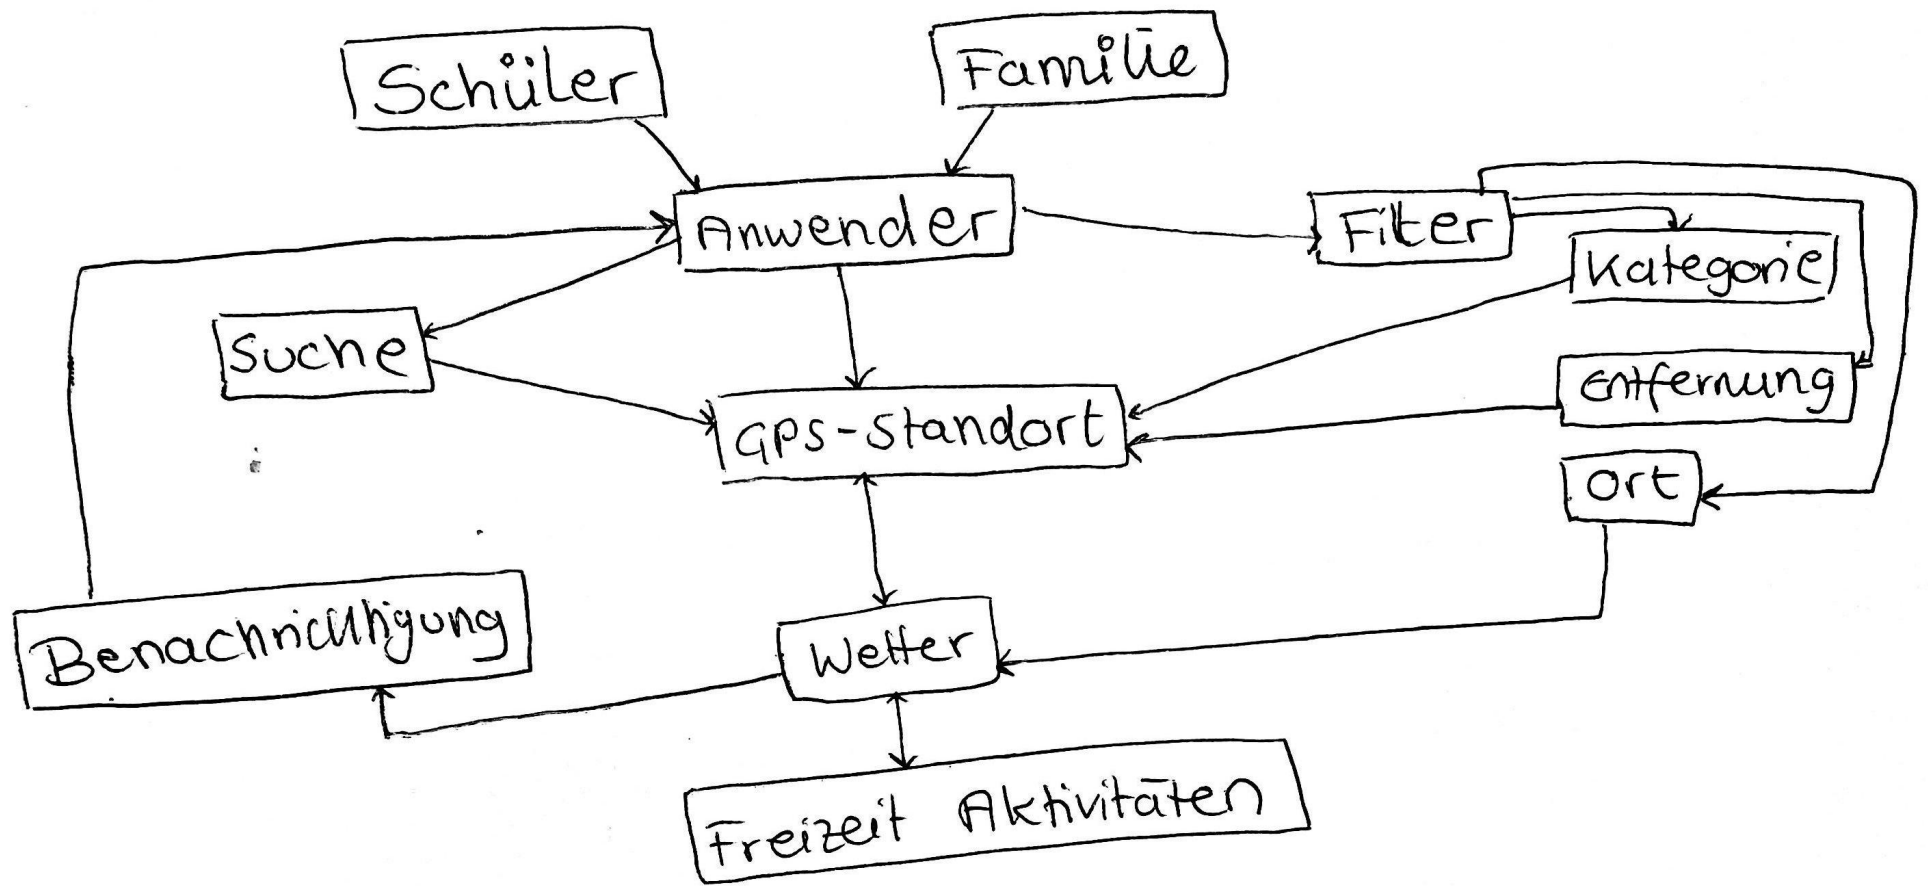 Schüler
Familie
Anwender
Filter
Kategorie
Suche
Entfernung
GPS-Standort
Ort
Benachrichtigung
Wetter
Freizeit Aktivitäten